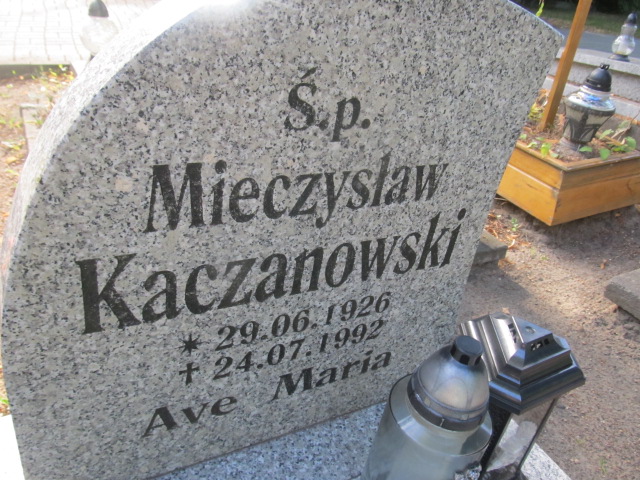 Ś.p.
Mieczysław
Kaczanowski
* 29.06.1926
✝ 24.07.1992
Ave Maria